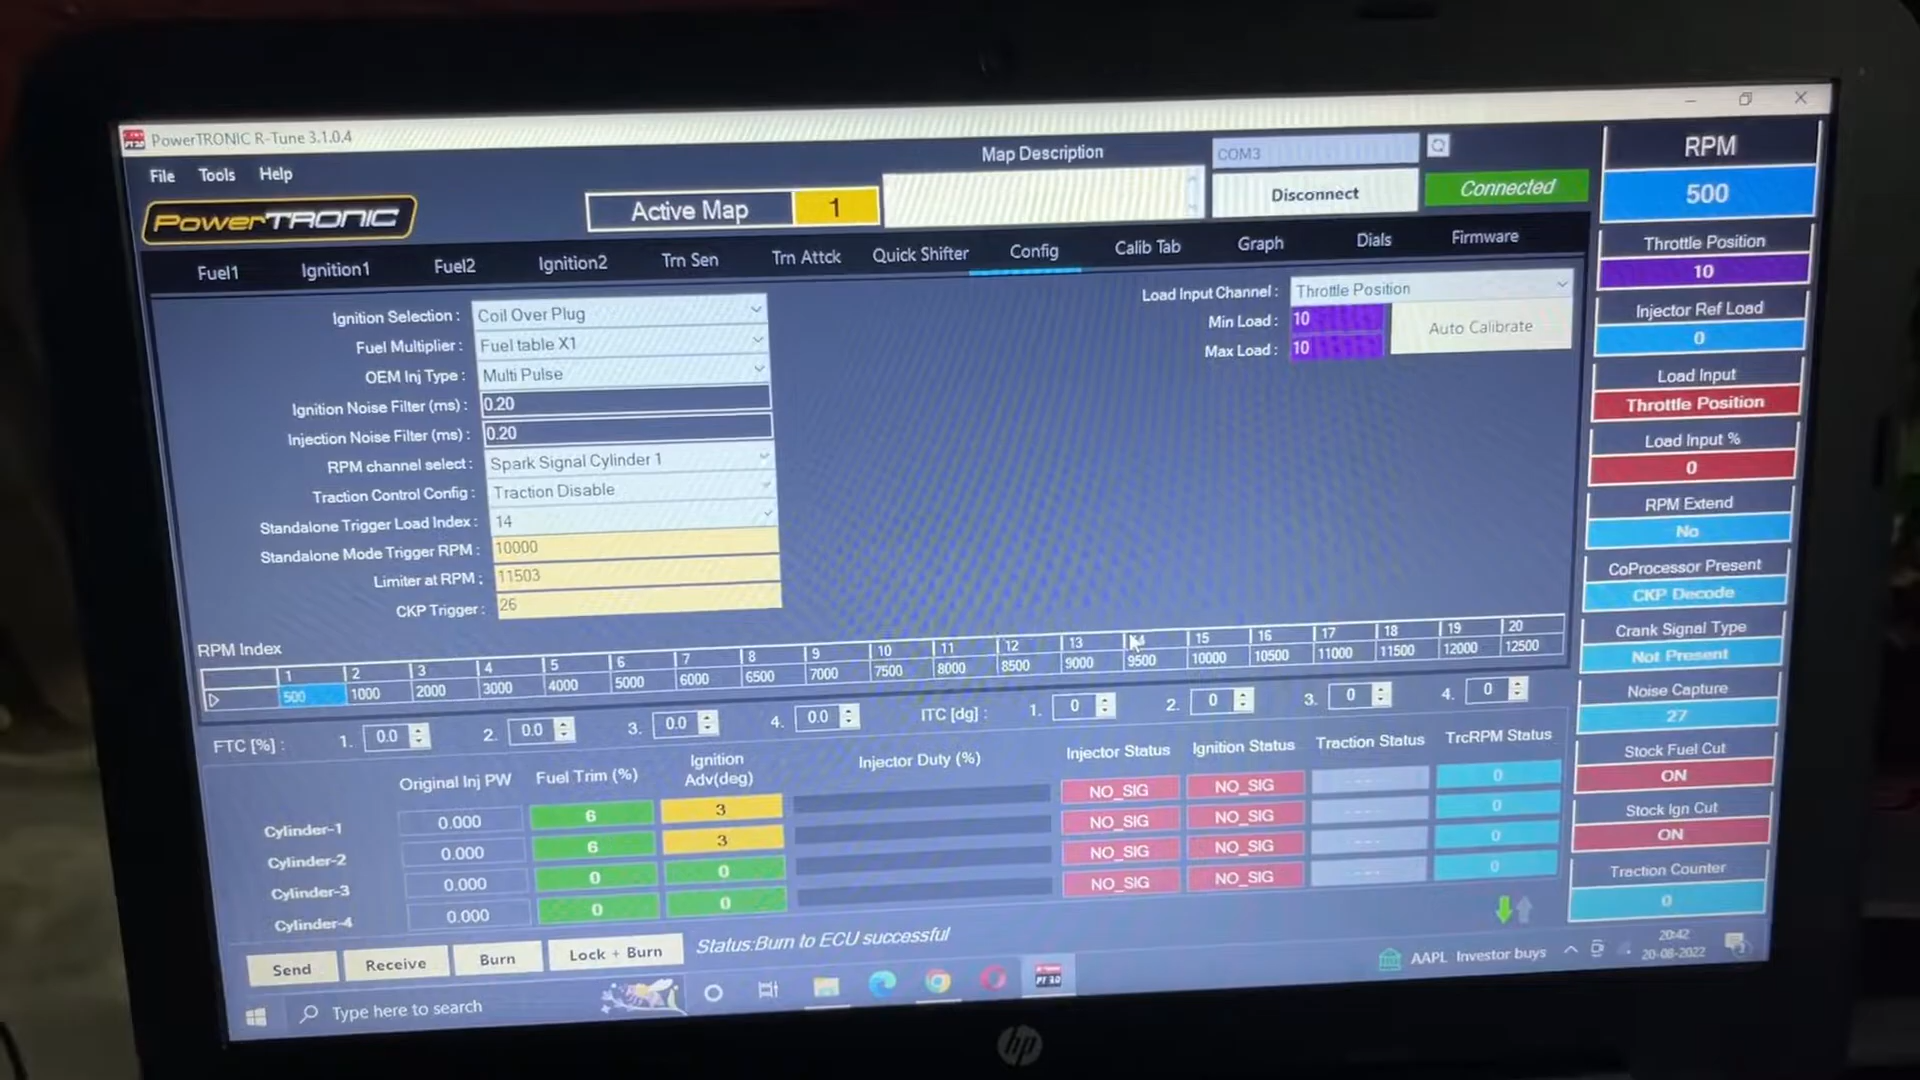 PowerTRONIC R-Tune 3.1.0.4
File Tools Help
PowerTRONIC
Active Map 1
Map Description
COM3
Disconnect
Connected
Fuel1 Ignition1 Fuel2 Ignition2 Trn Sen Trn Attck Quick Shifter Config Calib Tab Graph Dials Firmware
Ignition Selection : Coil Over Plug
Fuel Multiplier : Fuel table X1
OEM Inj Type : Multi Pulse
Ignition Noise Filter (ms) : 0.20
Injection Noise Filter (ms) : 0.20
RPM channel select : Spark Signal Cylinder 1
Traction Control Config : Traction Disable
Standalone Trigger Load Index : 14
Standalone Mode Trigger RPM : 10000
Limiter at RPM : 11503
CKP Trigger : 26
Load Input Channel : Throttle Position
Min Load : 10
Max Load : 10
Auto Calibrate
RPM Index
1 2 3 4 5 6 7 8 9 10 11 12 13 15 16 17 18 19 20
500 1000 2000 3000 4000 5000 6000 6500 7000 7500 8000 8500 9000 9500 10000 10500 11000 11500 12000 12500
FTC [%] : 1. 0.0 2. 0.0 3. 0.0 4. 0.0 ITC [dg] : 1. 0 2. 0 3. 0 4. 0
Original Inj PW Fuel Trim (%) Ignition Adv(deg) Injector Duty (%) Injector Status Ignition Status Traction Status TrcRPM Status
Cylinder-1 0.000 6 3 NO_SIG NO_SIG --- 0
Cylinder-2 0.000 6 3 NO_SIG NO_SIG --- 0
Cylinder-3 0.000 0 0 NO_SIG NO_SIG --- 0
Cylinder-4 0.000 0 0 NO_SIG NO_SIG --- 0
Send Receive Burn Lock + Burn Status:Burn to ECU successful
RPM
500
Throttle Position
10
Injector Ref Load
0
Load Input
Throttle Position
Load Input %
0
RPM Extend
No
CoProcessor Present
CKP Decode
Crank Signal Type
Not Present
Noise Capture
27
Stock Fuel Cut
ON
Stock Ign Cut
ON
Traction Counter
0
Type here to search
AAPL Investor buys
20:42
20-08-2022
hp